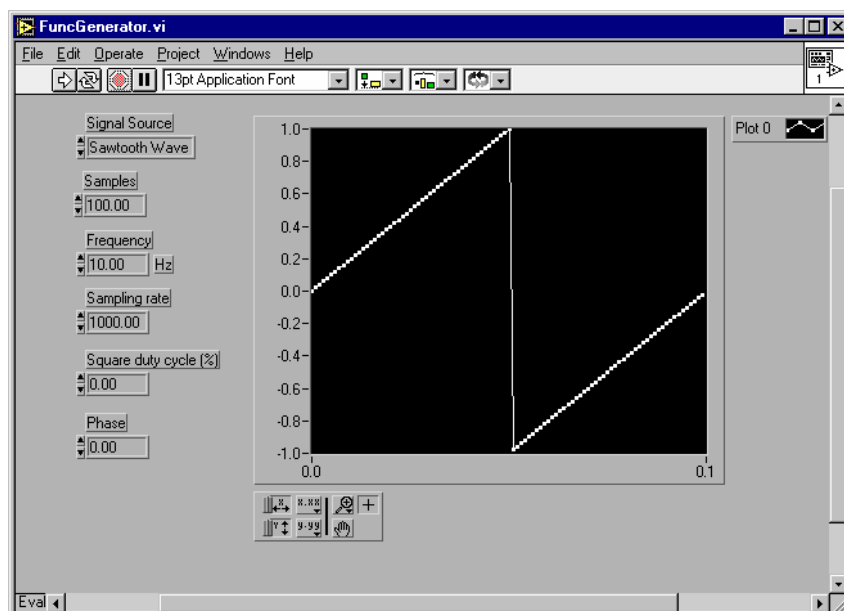 FuncGenerator.vi
File Edit Operate Project Windows Help
13pt Application Font
1
Signal Source
Sawtooth Wave
Samples
100.00
Frequency
10.00 Hz
Sampling rate
1000.00
Square duty cycle (%)
0.00
Phase
0.00
1.0
0.8
0.6
0.4
0.2
0.0
-0.2
-0.4
-0.6
-0.8
-1.0
0.0 0.1
Plot 0
X x.xx
Y y.yy
Eval